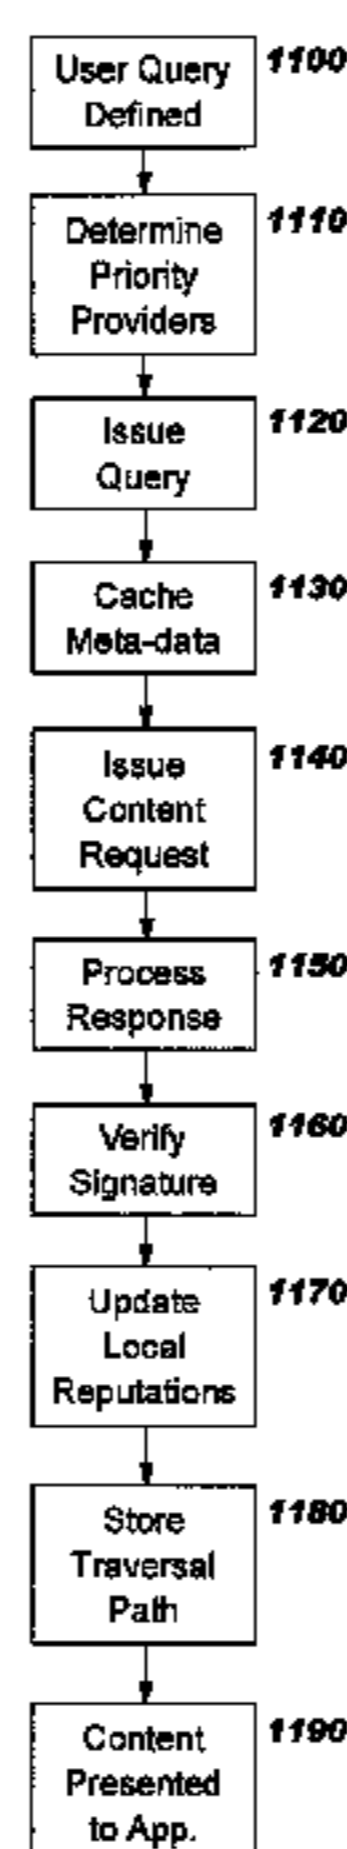 User Query 1100
Defined
Determine 1110
Priority
Providers
Issue 1120
Query
Cache 1130
Meta-data
Issue 1140
Content
Request
Process 1150
Response
Verify 1160
Signature
Update 1170
Local
Reputations
Store 1180
Traversal
Path
Content 1190
Presented
to App.